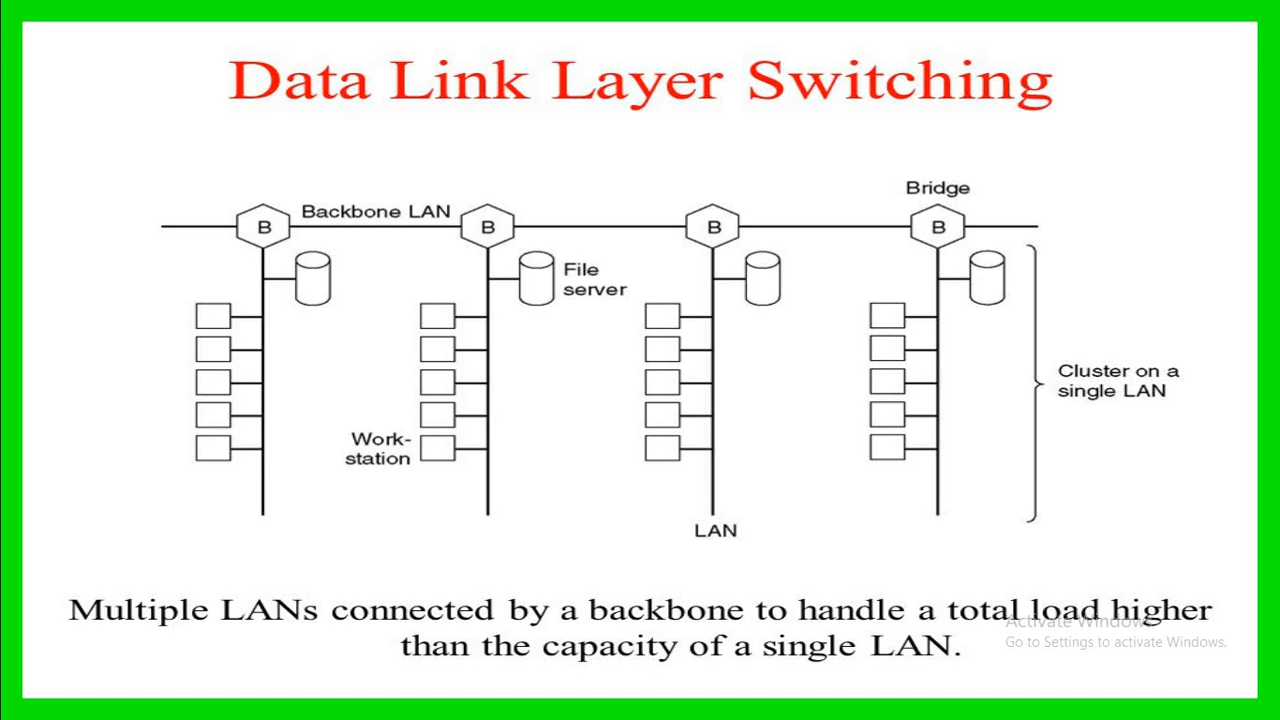 Data Link Layer Switching
Bridge
Backbone LAN
B
B
B
B
File
server
Cluster on a
single LAN
Work-
station
LAN
Multiple LANs connected by a backbone to handle a total load higher
than the capacity of a single LAN.
Activate Windows
Go to Settings to activate Windows.